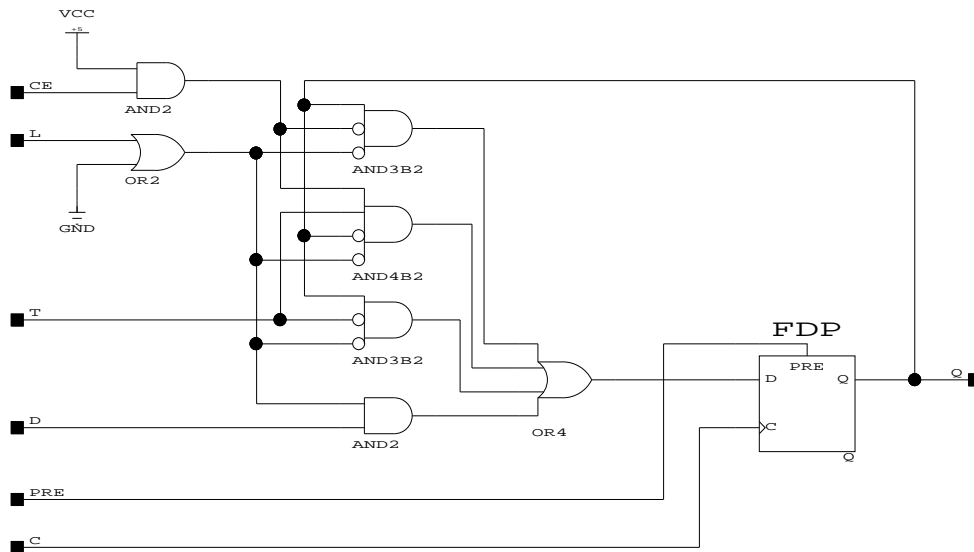 VCC
+5
CE
AND2
L
OR2
GND
AND3B2
AND4B2
T
AND3B2
FDP
PRE
D
Q
Q
C
Q
D
AND2
OR4
PRE
C